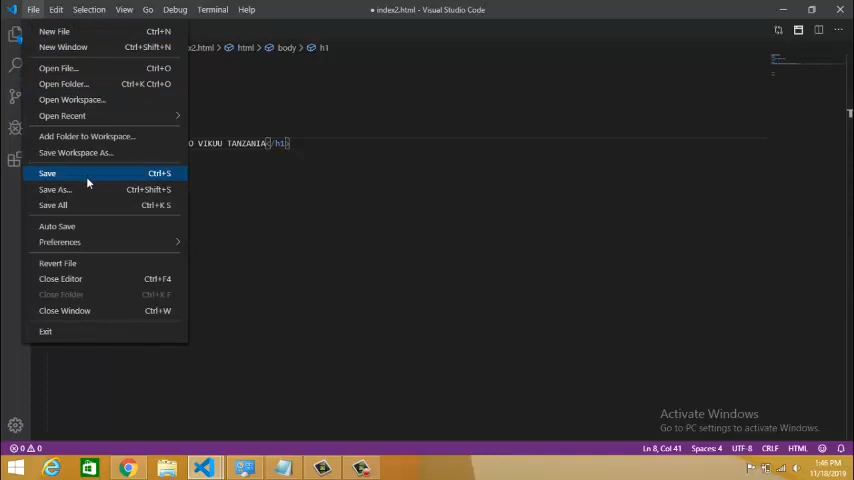 File Edit Selection View Go Debug Terminal Help ● index2.html - Visual Studio Code
New File Ctrl+N
New Window Ctrl+Shift+N
x2.html > html > body > h1
Open File... Ctrl+O
Open Folder... Ctrl+K Ctrl+O
Open Workspace...
Open Recent >
Add Folder to Workspace...
O VIKUU TANZANIA</h1>
Save Workspace As...
Save Ctrl+S
Save As... Ctrl+Shift+S
Save All Ctrl+K S
Auto Save
Preferences >
Revert File
Close Editor Ctrl+F4
Close Folder Ctrl+K F
Close Window Ctrl+W
Exit
Activate Windows
Go to PC settings to activate Windows.
0 0 Ln 8, Col 41 Spaces: 4 UTF-8 CRLF HTML
1:46 PM
11/18/2019